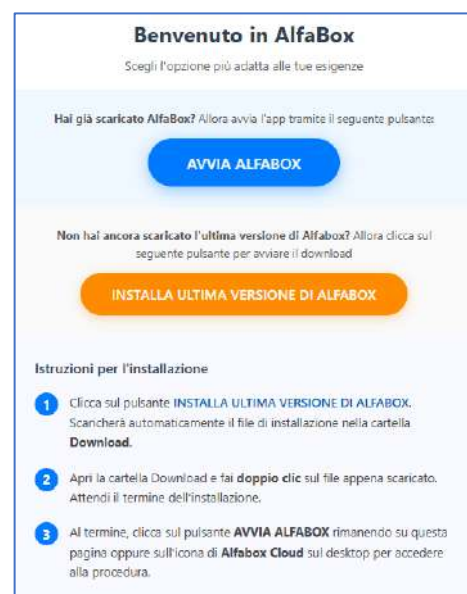 Benvenuto in AlfaBox
Scegli l'opzione più adatta alle tue esigenze
Hai già scaricato AlfaBox? Allora avvia l'app tramite il seguente pulsante:
AVVIA ALFABOX
Non hai ancora scaricato l'ultima versione di Alfabox? Allora clicca sul
seguente pulsante per avviare il download
INSTALLA ULTIMA VERSIONE DI ALFABOX
Istruzioni per l'installazione
1 Clicca sul pulsante INSTALLA ULTIMA VERSIONE DI ALFABOX.
Scaricherà automaticamente il file di installazione nella cartella
Download.
2 Apri la cartella Download e fai doppio clic sul file appena scaricato.
Attendi il termine dell'installazione.
3 Al termine, clicca sul pulsante AVVIA ALFABOX rimanendo su questa
pagina oppure sull'icona di Alfabox Cloud sul desktop per accedere
alla procedura.